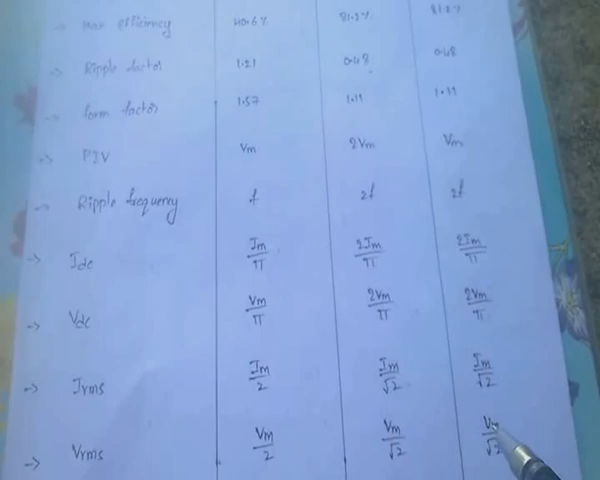 -> Max efficiency 40.6% 81.2% 81.2%
-> Ripple factor 1.21 0.48 0.48
-> form factor 1.57 1.11 1.11
-> PIV Vm 2Vm Vm
-> Ripple frequency f 2f 2f
-> Idc Im/π 2Im/π 2Im/π
-> Vdc Vm/π 2Vm/π 2Vm/π
-> Irms Im/2 Im/√2 Im/√2
-> Vrms Vm/2 Vm/√2 Vm/√2